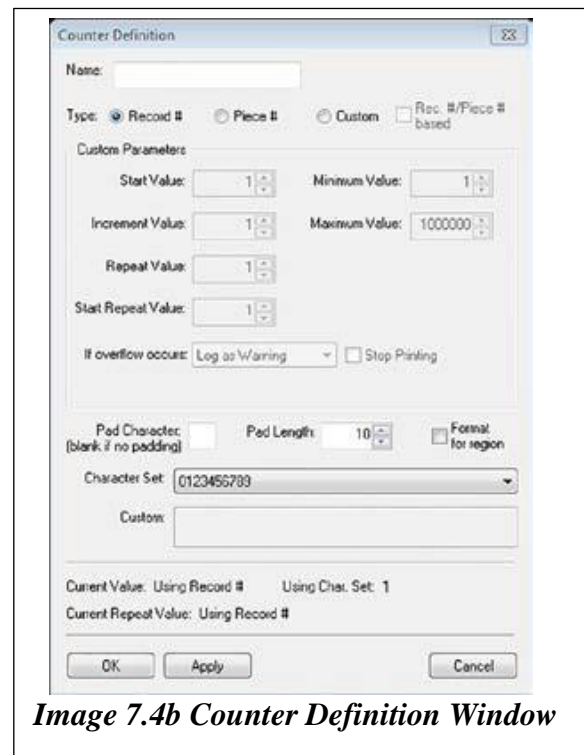 Counter Definition
Name:
Type: Record # Piece # Custom Rec. #/Piece # based
Custom Parameters
Start Value: 1 Minimum Value: 1
Increment Value: 1 Maximum Value: 1000000
Repeat Value: 1
Start Repeat Value: 1
If overflow occurs: Log as Warning Stop Printing
Pad Character: (blank if no padding) Pad Length: 10 Format for region
Character Set: 0123456789
Custom:
Current Value: Using Record # Using Char. Set: 1
Current Repeat Value: Using Record #
OK Apply Cancel
Image 7.4b Counter Definition Window